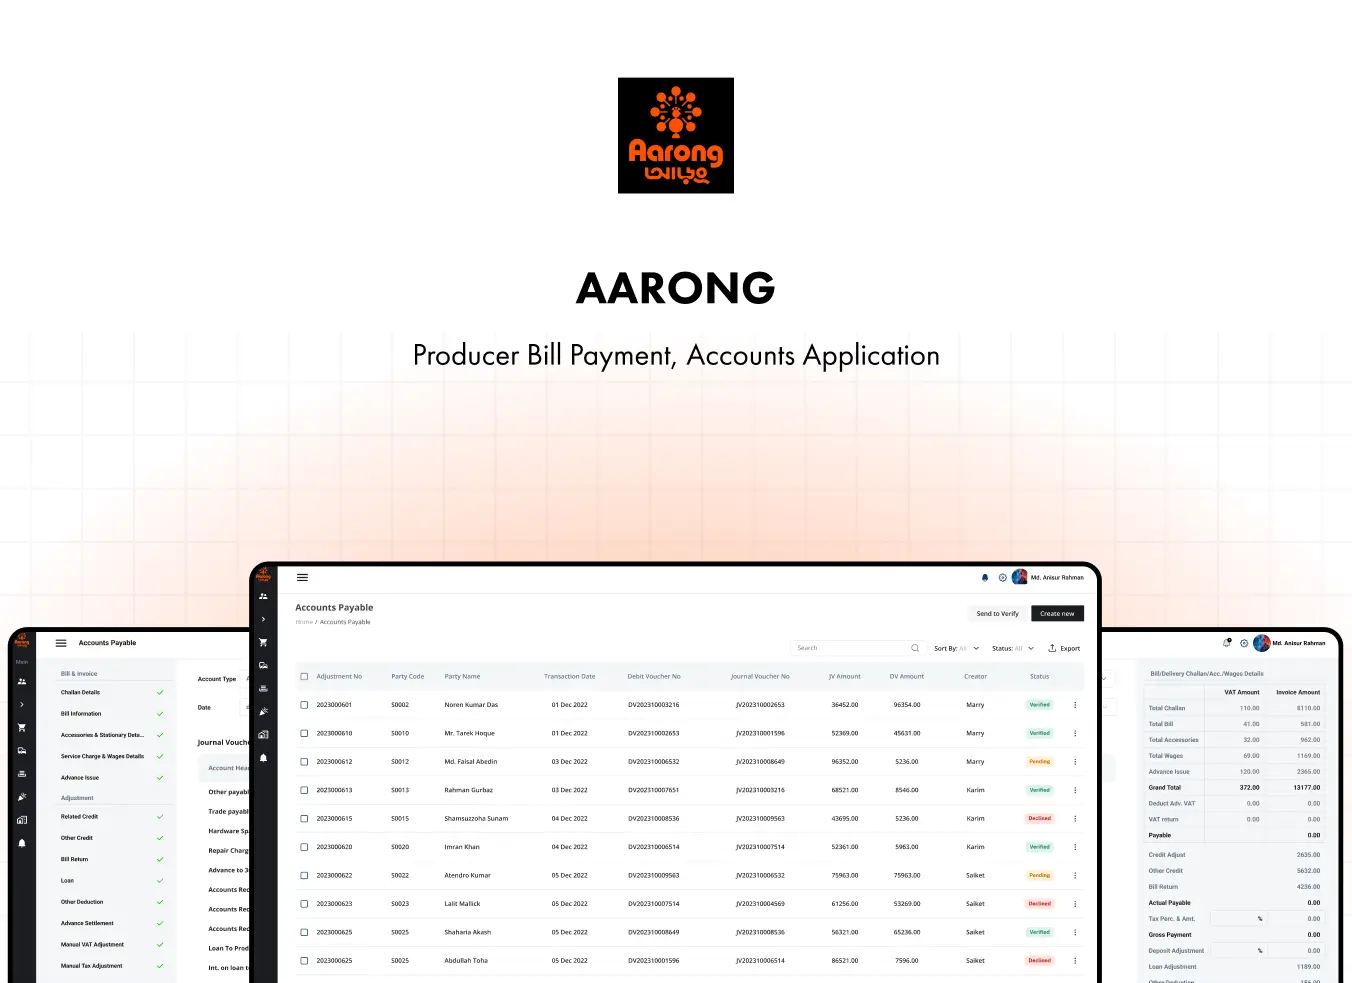 Aarong
আড়ং
AARONG
Producer Bill Payment, Accounts Application
Aarong
আড়ং
Md. Anisur Rahman
Accounts Payable
Home / Accounts Payable
Send to Verify
Create new
Search
Sort By: All
Status: All
Export
Adjustment No Party Code Party Name Transaction Date Debit Voucher No Journal Voucher No JV Amount DV Amount Creator Status
2023000601 S0002 Noren Kumar Das 01 Dec 2022 DV202310003216 JV202310002653 36452.00 96354.00 Marry Verified
2023000610 S0010 Mr. Tarek Hoque 01 Dec 2022 DV202310002653 JV202310001596 52369.00 45631.00 Marry Verified
2023000612 S0012 Md. Faisal Abedin 03 Dec 2022 DV202310006532 JV202310008649 96352.00 5236.00 Marry Pending
2023000613 S0013 Rahman Gurbaz 03 Dec 2022 DV202310007651 JV202310003216 68521.00 8546.00 Karim Verified
2023000615 S0015 Shamsuzzoha Sunam 04 Dec 2022 DV202310008536 JV202310009563 43695.00 5236.00 Karim Declined
2023000620 S0020 Imran Khan 04 Dec 2022 DV202310006514 JV202310007514 52361.00 5963.00 Karim Verified
2023000622 S0022 Atendro Kumar 05 Dec 2022 DV202310009563 JV202310006532 75963.00 75963.00 Saiket Pending
2023000623 S0023 Lalit Mallick 05 Dec 2022 DV202310007514 JV202310004569 61256.00 53269.00 Saiket Declined
2023000625 S0025 Shaharia Akash 05 Dec 2022 DV202310008649 JV202310008536 56321.00 65236.00 Saiket Verified
2023000625 S0025 Abdullah Toha 05 Dec 2022 DV202310001596 JV202310006514 86521.00 7596.00 Saiket Declined
Aarong
আড়ং
Main
Accounts Payable
Bill & Invoice
Challan Details
Bill Information
Accessories & Stationary Deta...
Service Charge & Wages Details
Advance Issue
Adjustment
Related Credit
Other Credit
Bill Return
Loan
Other Deduction
Advance Settlement
Manual VAT Adjustment
Manual Tax Adjustment
Account Type
Date
Journal Vouche
Account Head
Other payabl
Trade payabl
Hardware Sp
Repair Charg
Advance to 3
Accounts Rec
Accounts Rec
Accounts Rec
Loan To Prod
Int. on loan t
Md. Anisur Rahman
Bill/Delivery Challan/Acc./Wages Details
VAT Amount Invoice Amount
Total Challan 110.00 8110.00
Total Bill 41.00 581.00
Total Accessories 32.00 962.00
Total Wages 69.00 1169.00
Advance Issue 120.00 2365.00
Grand Total 372.00 13177.00
Deduct Adv. VAT 0.00 0.00
VAT return 0.00 0.00
Payable 0.00
Credit Adjust 2635.00
Other Credit 5632.00
Bill Return 4236.00
Actual Payable 0.00
Tax Perc. & Amt. % 0.00
Gross Payment 0.00
Deposit Adjustment % 0.00
Loan Adjustment 1189.00
Other Deduction 156.00